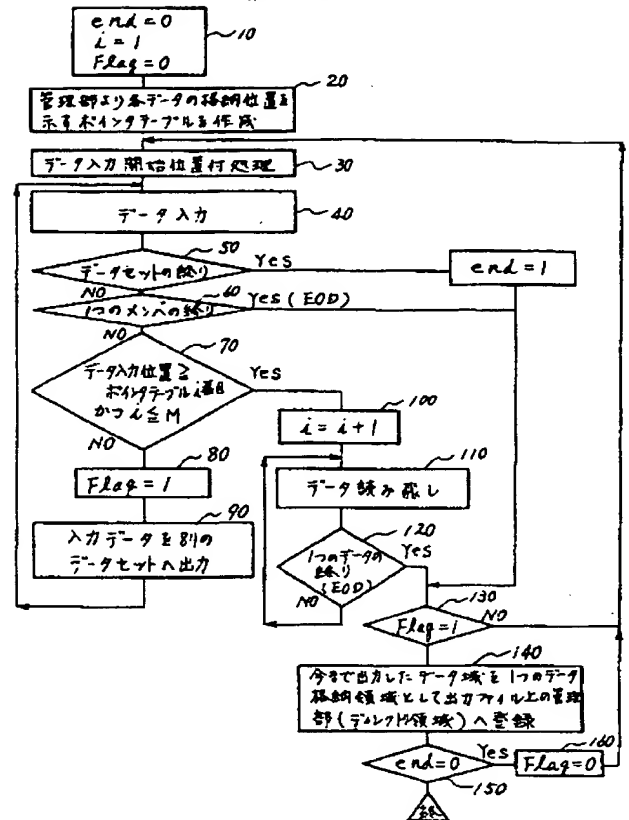 end=0
i=1
Flag=0
10
20
管理部より各データの格納位置を
示すポインタテーブルを作成
データ入力開始位置付処理
30
データ入力
40
50
データセットの終り
Yes
end=1
NO
60
1つのメンバの終り
Yes(EOD)
NO
70
データ入力位置≧
ポインタテーブルi番目
かつi≦M
Yes
100
i=i+1
NO
80
Flag=1
110
データ読み残し
90
入力データを別の
データセットへ出力
120
1つのデータの
終り
(EOD)
Yes
NO
130
Flag=1
NO
140
今まで出力したデータ域を1つのデータ
格納領域として出力ファイル上の管理
部(ディレクトリ領域)へ登録
end=0
Yes
160
Flag=0
150